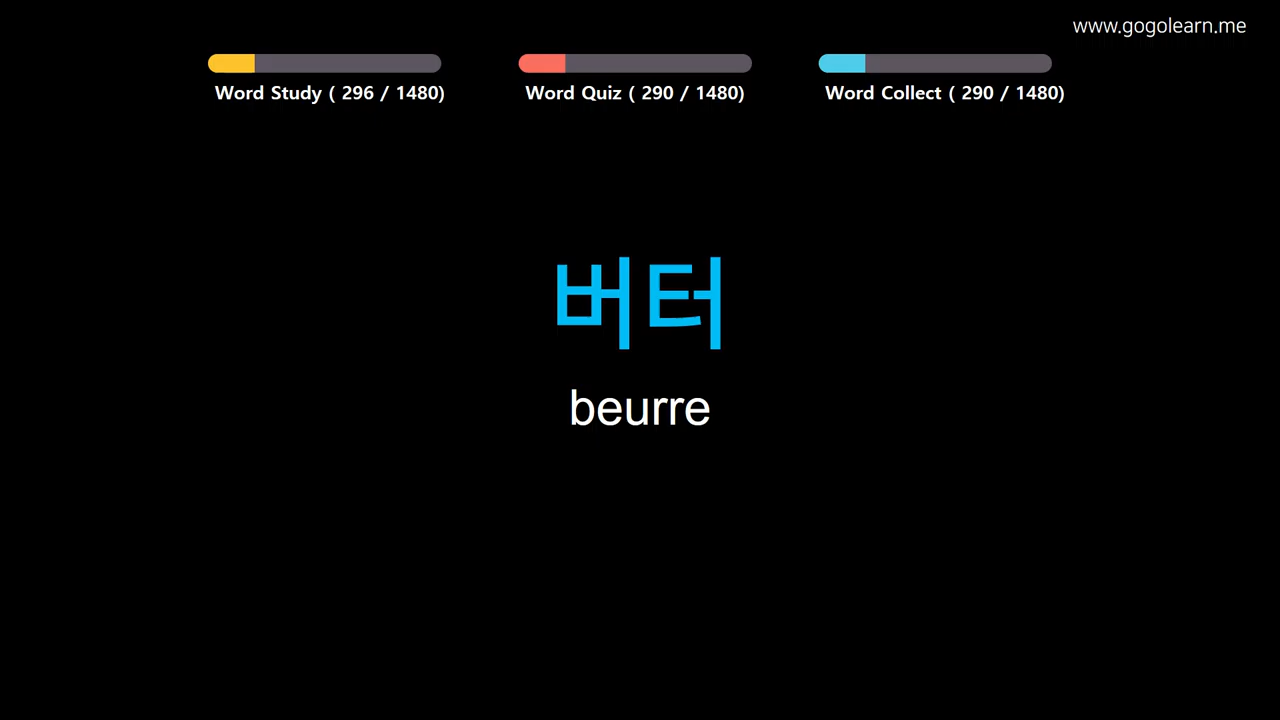 www.gogolearn.me
Word Study ( 296 / 1480)
Word Quiz ( 290 / 1480)
Word Collect ( 290 / 1480)
버터
beurre